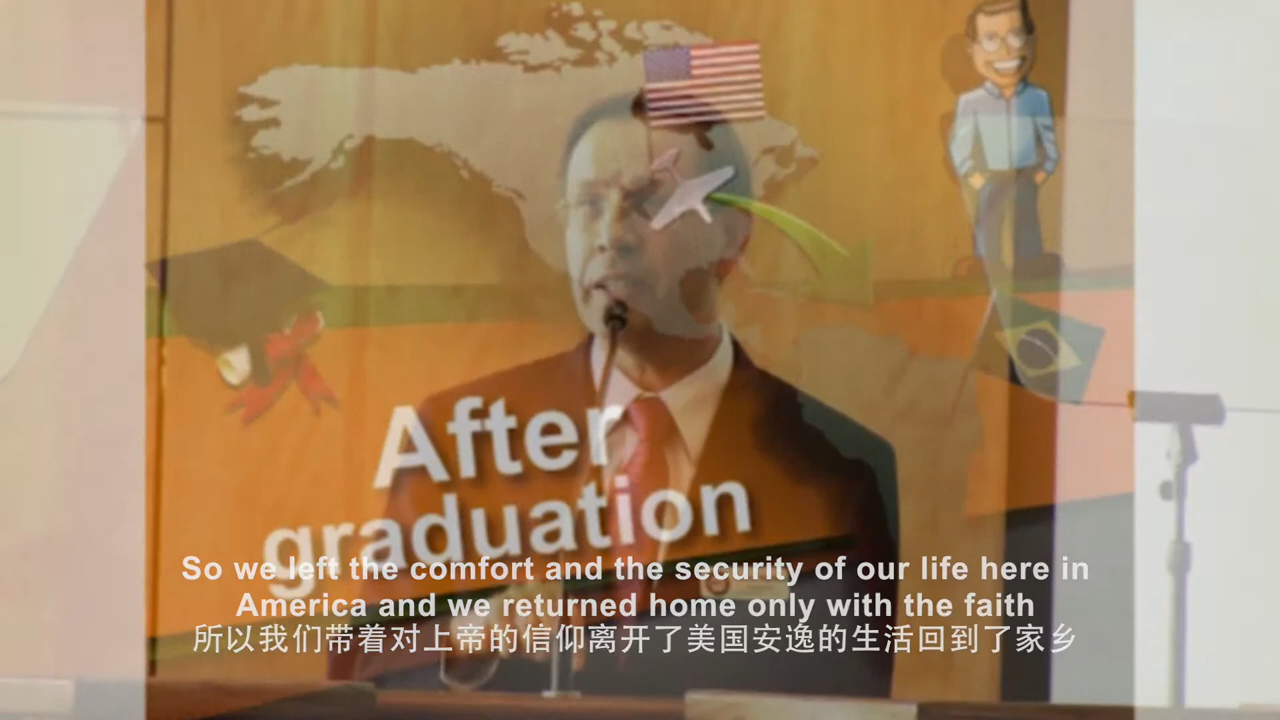 After
graduation
So we left the comfort and the security of our life here in
America and we returned home only with the faith
所以我们带着对上帝的信仰离开了美国安逸的生活回到了家乡